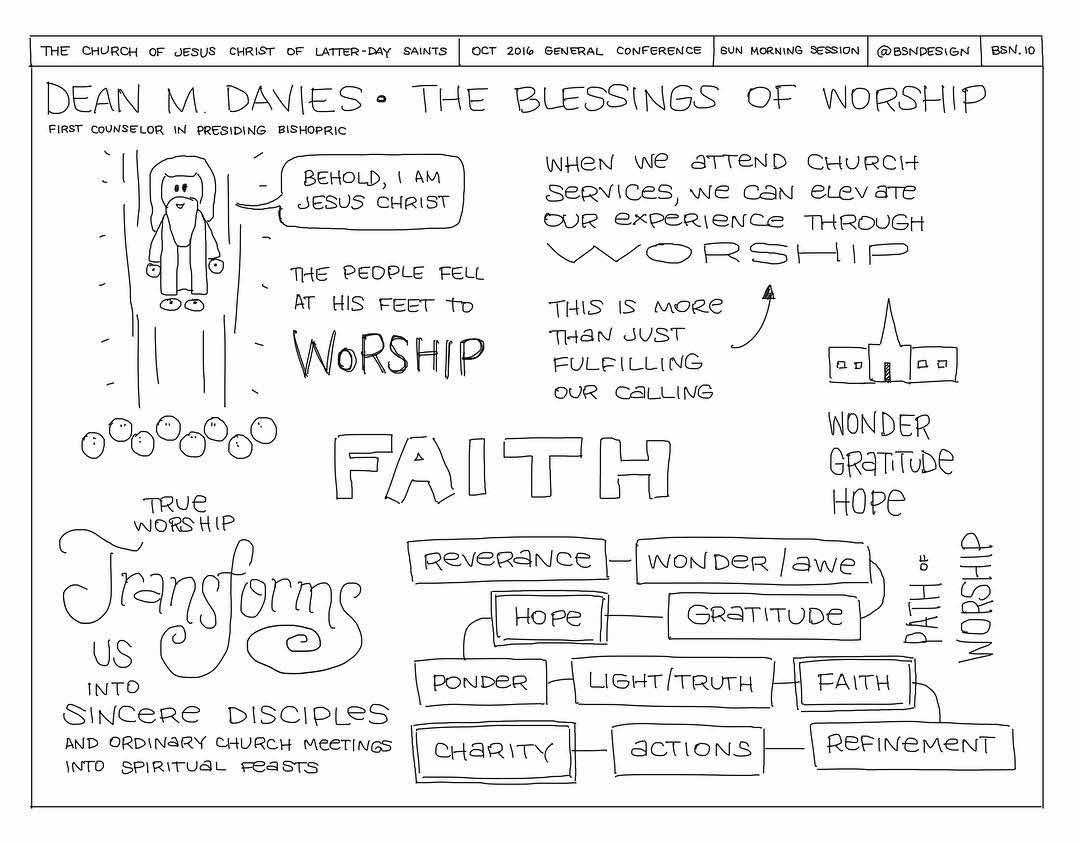 THE CHURCH OF JESUS CHRIST OF LATTER-DAY SAINTS
OCT 2016 GENERAL CONFERENCE
SUN MORNING SESSION
@BSNDESIGN
BSN.10
DEAN M. DAVIES • THE BLESSINGS OF WORSHIP
FIRST COUNSELOR IN PRESIDING BISHOPRIC
BEHOLD, I AM
JESUS CHRIST
THE PEOPLE FELL
AT HIS FEET TO
WORSHIP
WHEN WE ATTEND CHURCH
SERVICES, WE CAN ELEVATE
OUR EXPERIENCE THROUGH
WORSHIP
THIS IS MORE
THAN JUST
FULFILLING
OUR CALLING
WONDER
GRATITUDE
HOPE
FAITH
TRUE
WORSHIP
Transforms
US
INTO
SINCERE DISCIPLES
AND ORDINARY CHURCH MEETINGS
INTO SPIRITUAL FEASTS
REVERANCE
WONDER/AWE
HOPE
GRATITUDE
PONDER
LIGHT/TRUTH
FAITH
CHARITY
ACTIONS
REFINEMENT
PATH OF
WORSHIP